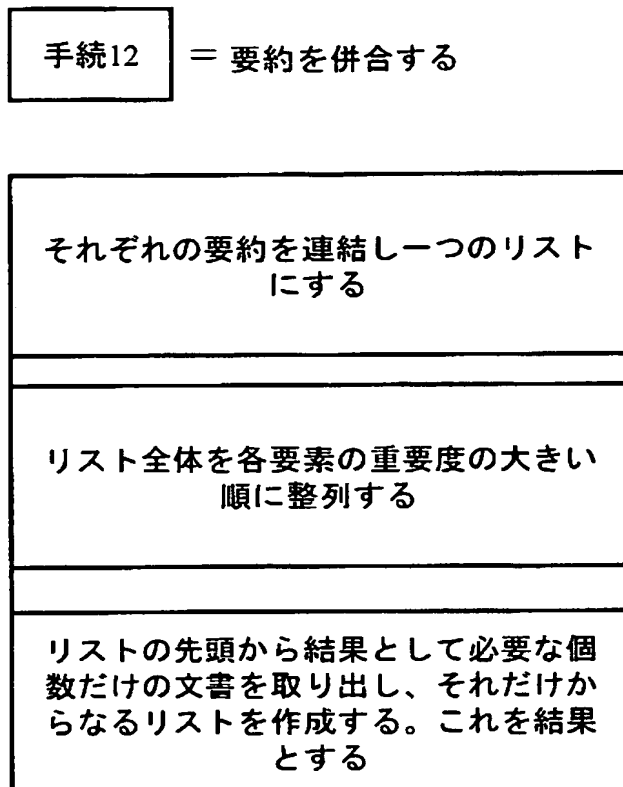 手続12 = 要約を併合する
それぞれの要約を連結し一つのリスト
にする
リスト全体を各要素の重要度の大きい
順に整列する
リストの先頭から結果として必要な個
数だけの文書を取り出し、それだけか
らなるリストを作成する。これを結果
とする